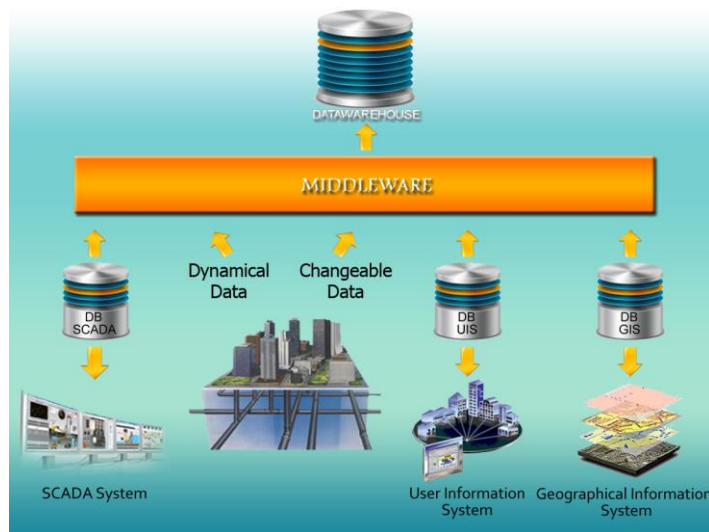 DATAWAREHOUSE
MIDDLEWARE
Dynamical
Data
Changeable
Data
DB
SCADA
DB
UIS
DB
GIS
SCADA System
User Information
System
Geographical Information
System